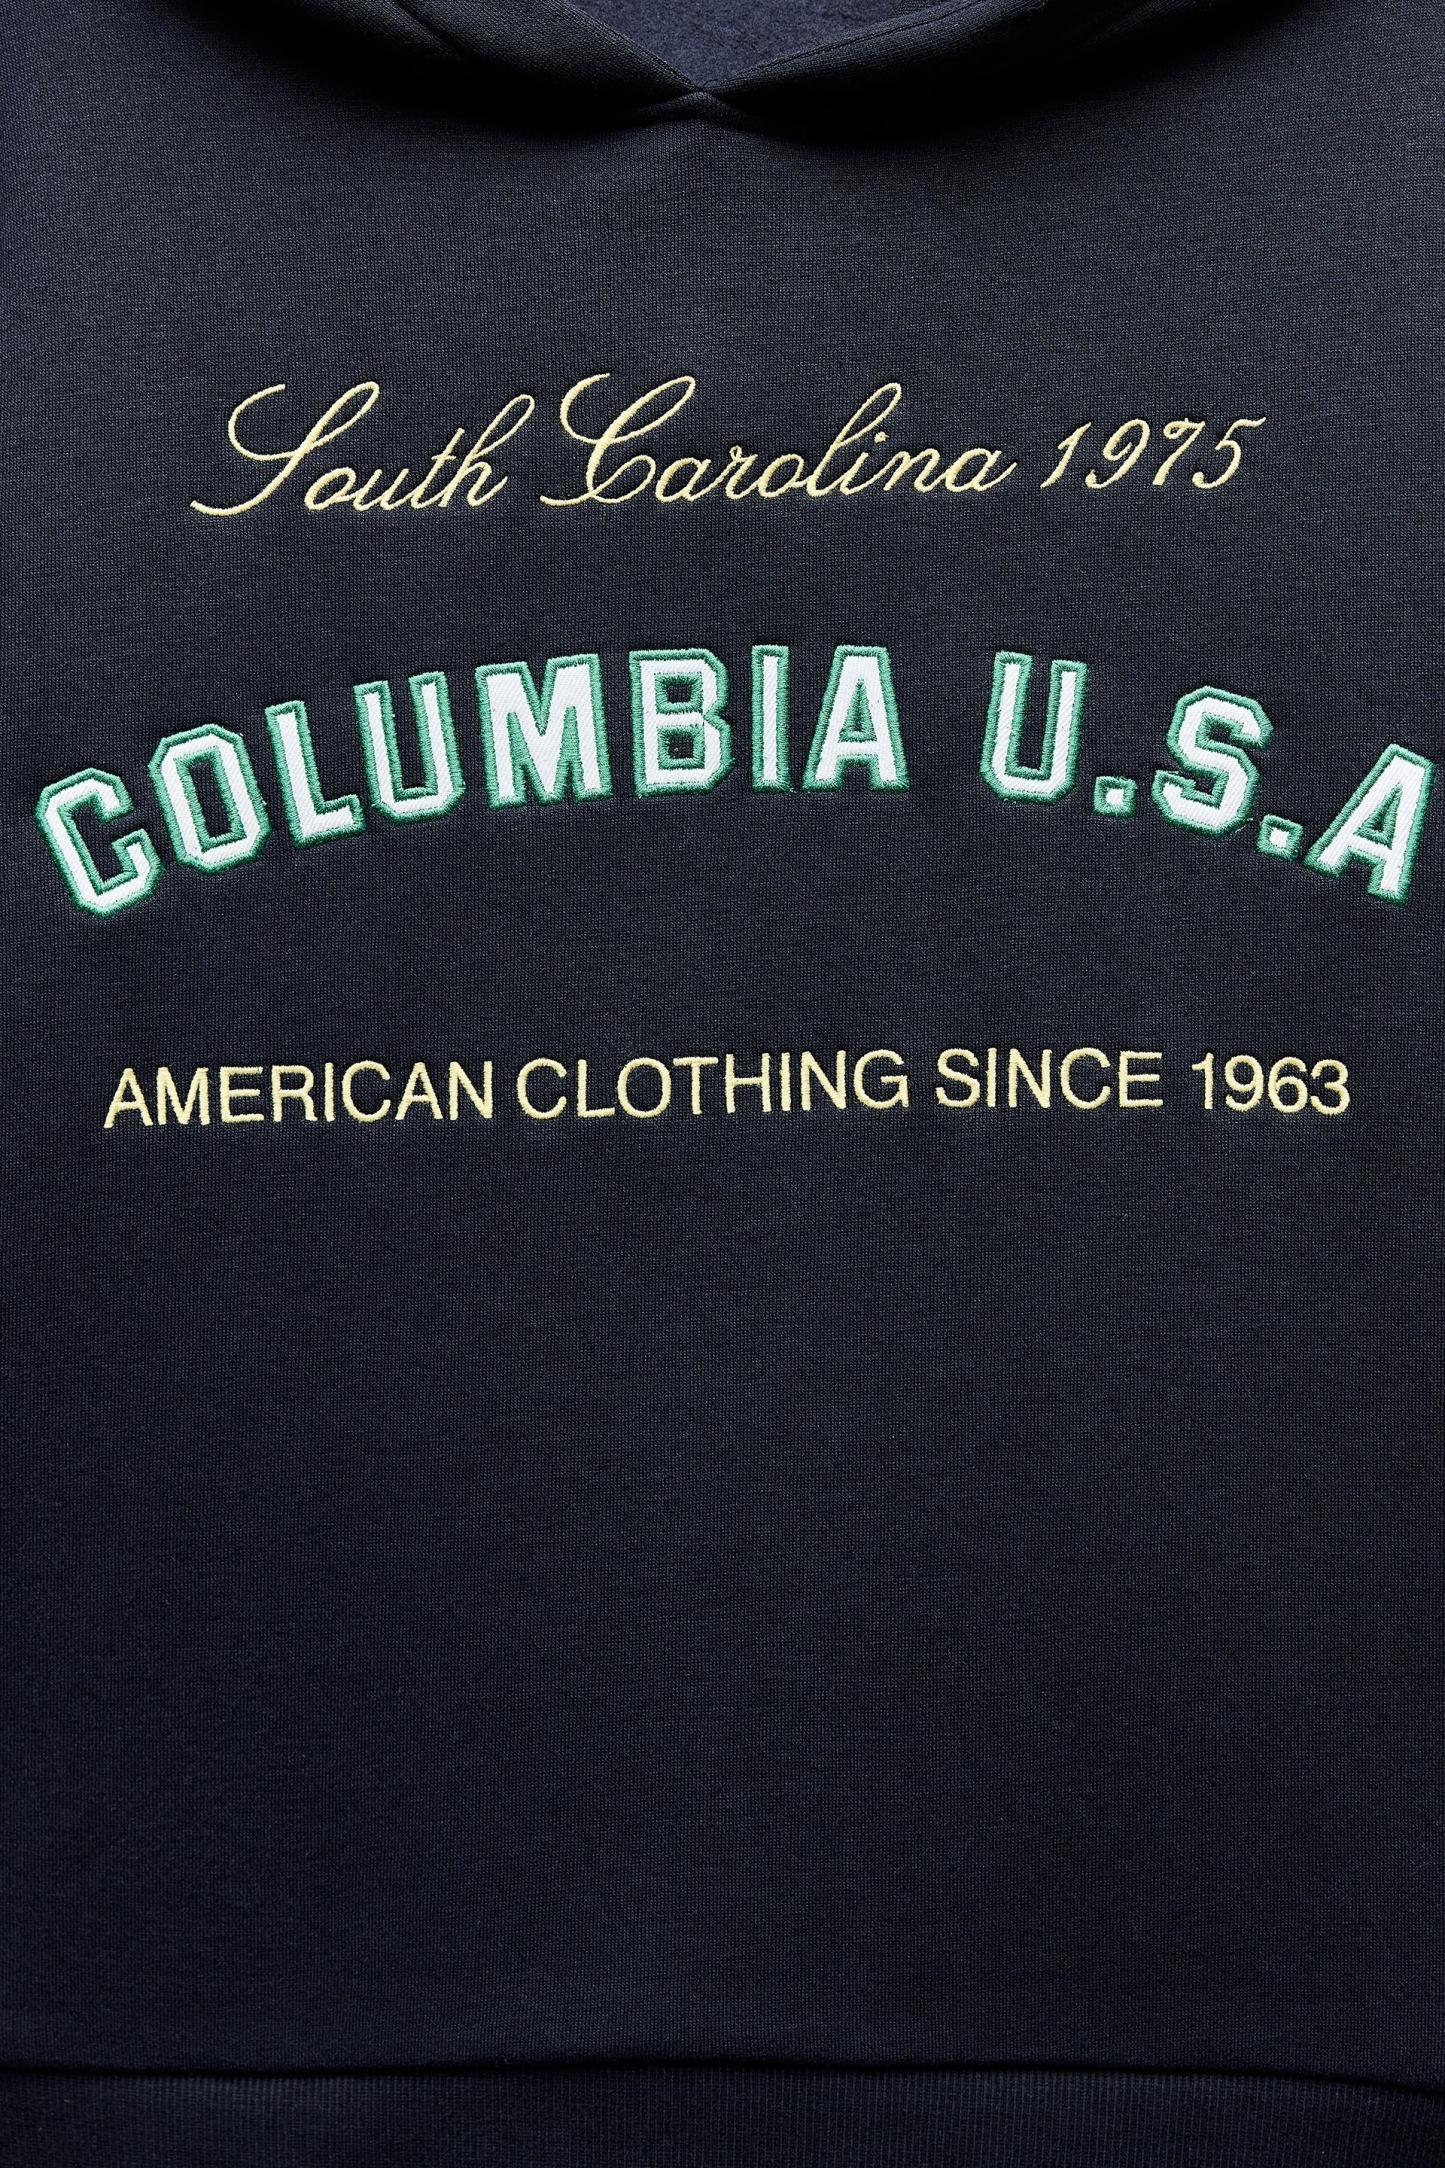 South Carolina 1975
COLUMBIA U.S.A
AMERICAN CLOTHING SINCE 1963